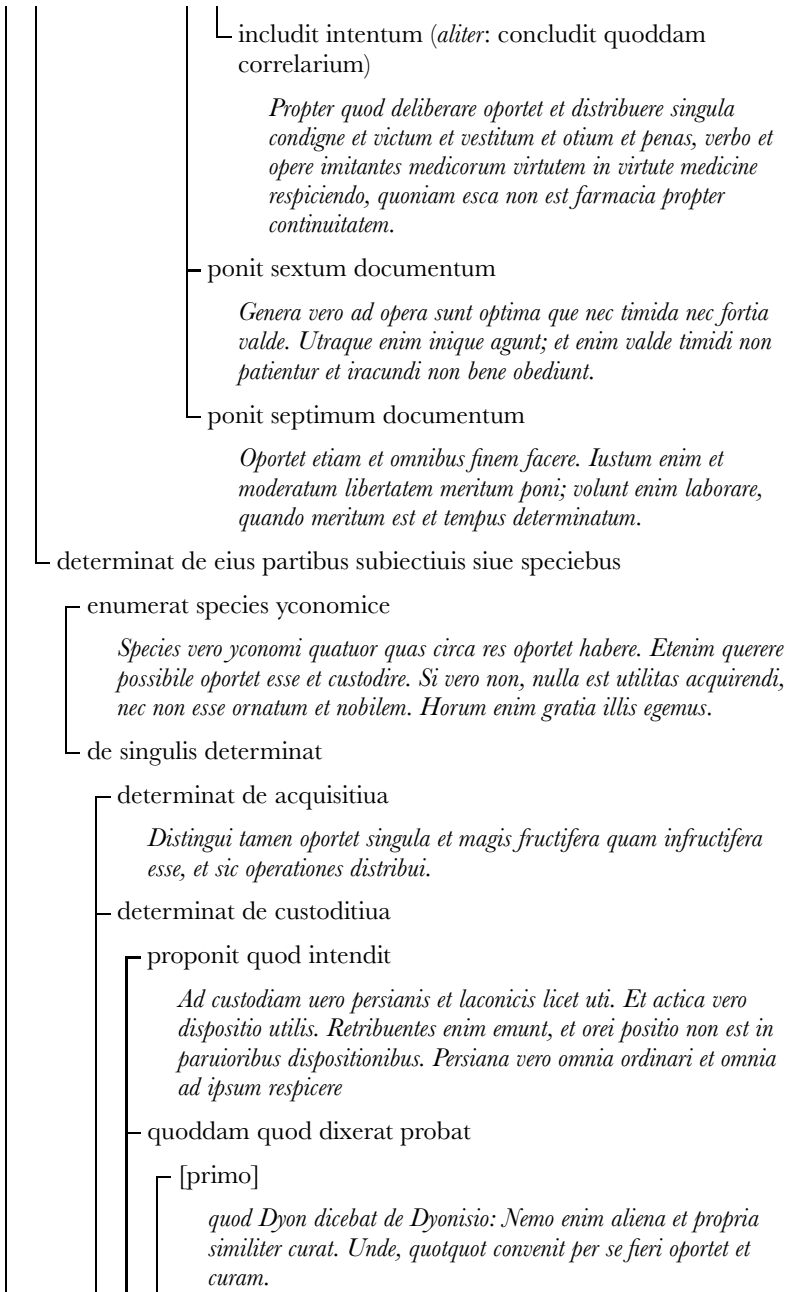 includit intentum (aliter: concludit quoddam
correlarium)
Propter quod deliberare oportet et distribuere singula
condigne et victum et vestitum et otium et penas, verbo et
opere imitantes medicorum virtutem in virtute medicine
respiciendo, quoniam esca non est farmacia propter
continuitatem.
ponit sextum documentum
Genera vero ad opera sunt optima que nec timida nec fortia
valde. Utraque enim inique agunt; et enim valde timidi non
patientur et iracundi non bene obediunt.
ponit septimum documentum
Oportet etiam et omnibus finem facere. Iustum enim et
moderatum libertatem meritum poni; volunt enim laborare,
quando meritum est et tempus determinatum.
determinat de eius partibus subiectiuis siue speciebus
enumerat species yconomice
Species vero yconomi quatuor quas circa res oportet habere. Etenim querere
possibile oportet esse et custodire. Si vero non, nulla est utilitas acquirendi,
nec non esse ornatum et nobilem. Horum enim gratia illis egemus.
de singulis determinat
determinat de acquisitiua
Distingui tamen oportet singula et magis fructifera quam infructifera
esse, et sic operationes distribui.
determinat de custoditiua
proponit quod intendit
Ad custodiam uero persianis et laconicis licet uti. Et actica vero
dispositio utilis. Retribuentes enim emunt, et orei positio non est in
paruioribus dispositionibus. Persiana vero omnia ordinari et omnia
ad ipsum respicere
quoddam quod dixerat probat
[primo]
quod Dyon dicebat de Dyonisio: Nemo enim aliena et propria
similiter curat. Unde, quotquot convenit per se fieri oportet et
curam.